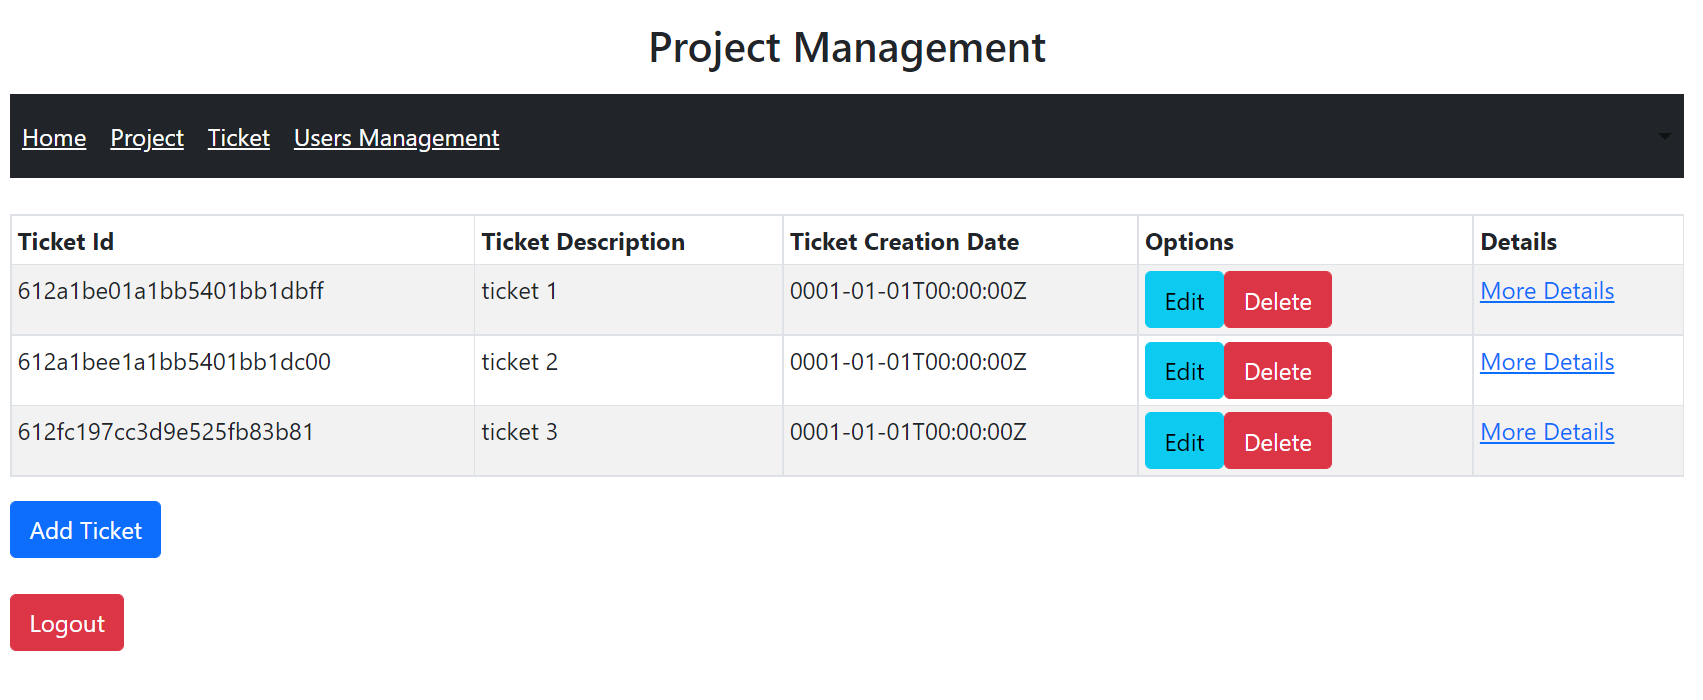 Project Management
Home Project Ticket Users Management
Ticket Id Ticket Description Ticket Creation Date Options Details
612a1be01a1bb5401bb1dbff ticket 1 0001-01-01T00:00:00Z Edit Delete More Details
612a1bee1a1bb5401bb1dc00 ticket 2 0001-01-01T00:00:00Z Edit Delete More Details
612fc197cc3d9e525fb83b81 ticket 3 0001-01-01T00:00:00Z Edit Delete More Details
Add Ticket
Logout